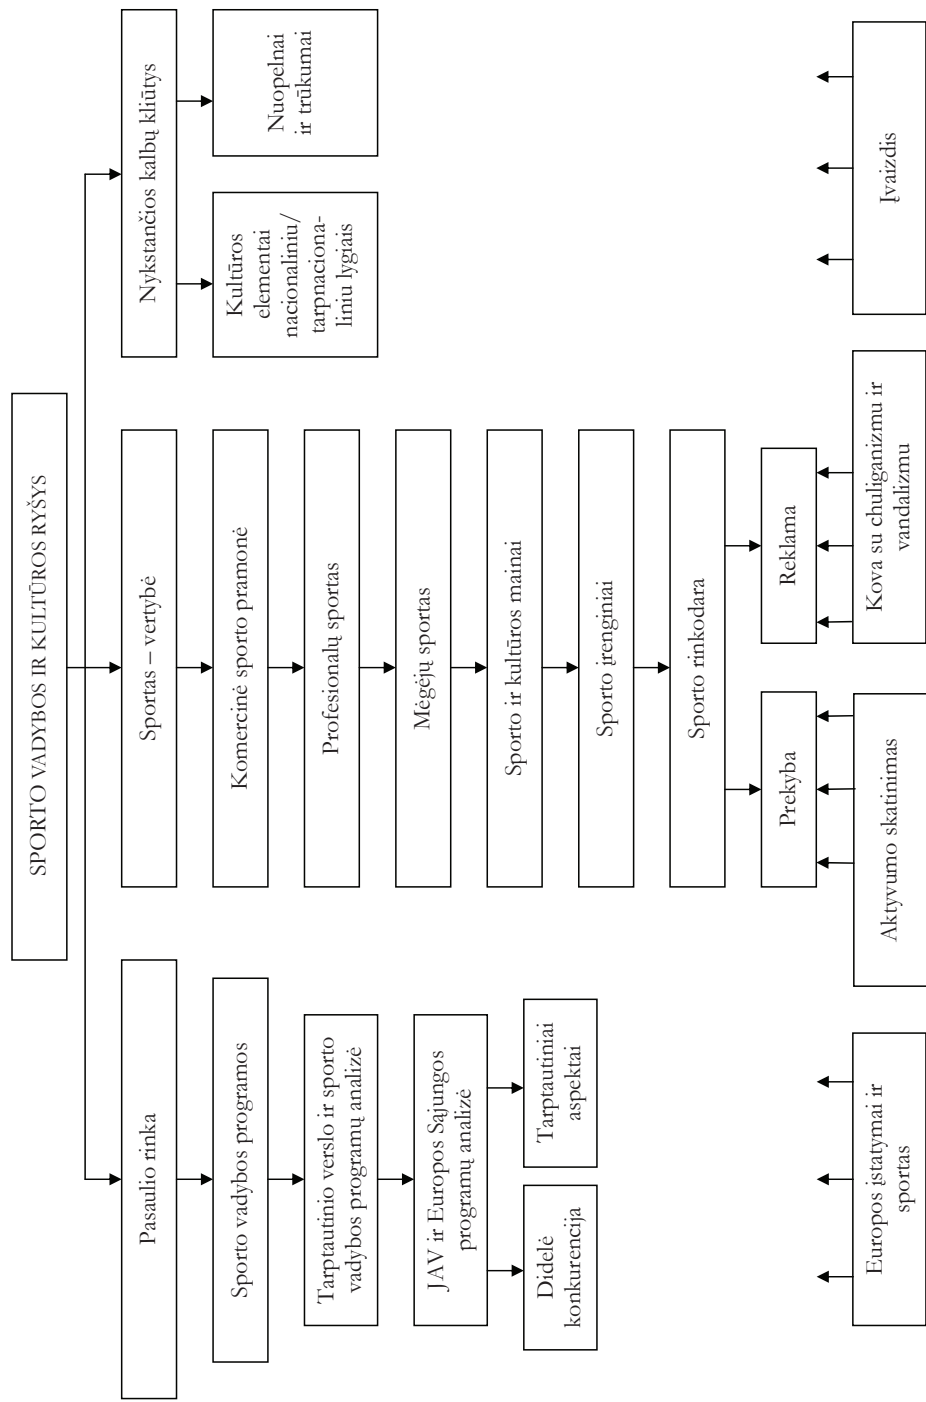 SPORTO VADYBOS IR KULTŪROS RYŠYS
Pasaulio rinka
Sporto vadybos programos
Tarptautinio verslo ir sporto
vadybos programų analizė
JAV ir Europos Sąjungos
programų analizė
Didelė
konkurencija
Tarptautiniai
aspektai
Sportas – vertybė
Komercinė sporto pramonė
Profesionalų sportas
Mėgėjų sportas
Sporto ir kultūros mainai
Sporto įrenginiai
Sporto rinkodara
Prekyba
Reklama
Nykstančios kalbų kliūtys
Kultūros
elementai
nacionaliniu/
tarpnaciona-
liniu lygiais
Nuopelnai
ir trūkumai
Europos įstatymai ir
sportas
Aktyvumo skatinimas
Kova su chuliganizmu ir
vandalizmu
Įvaizdis